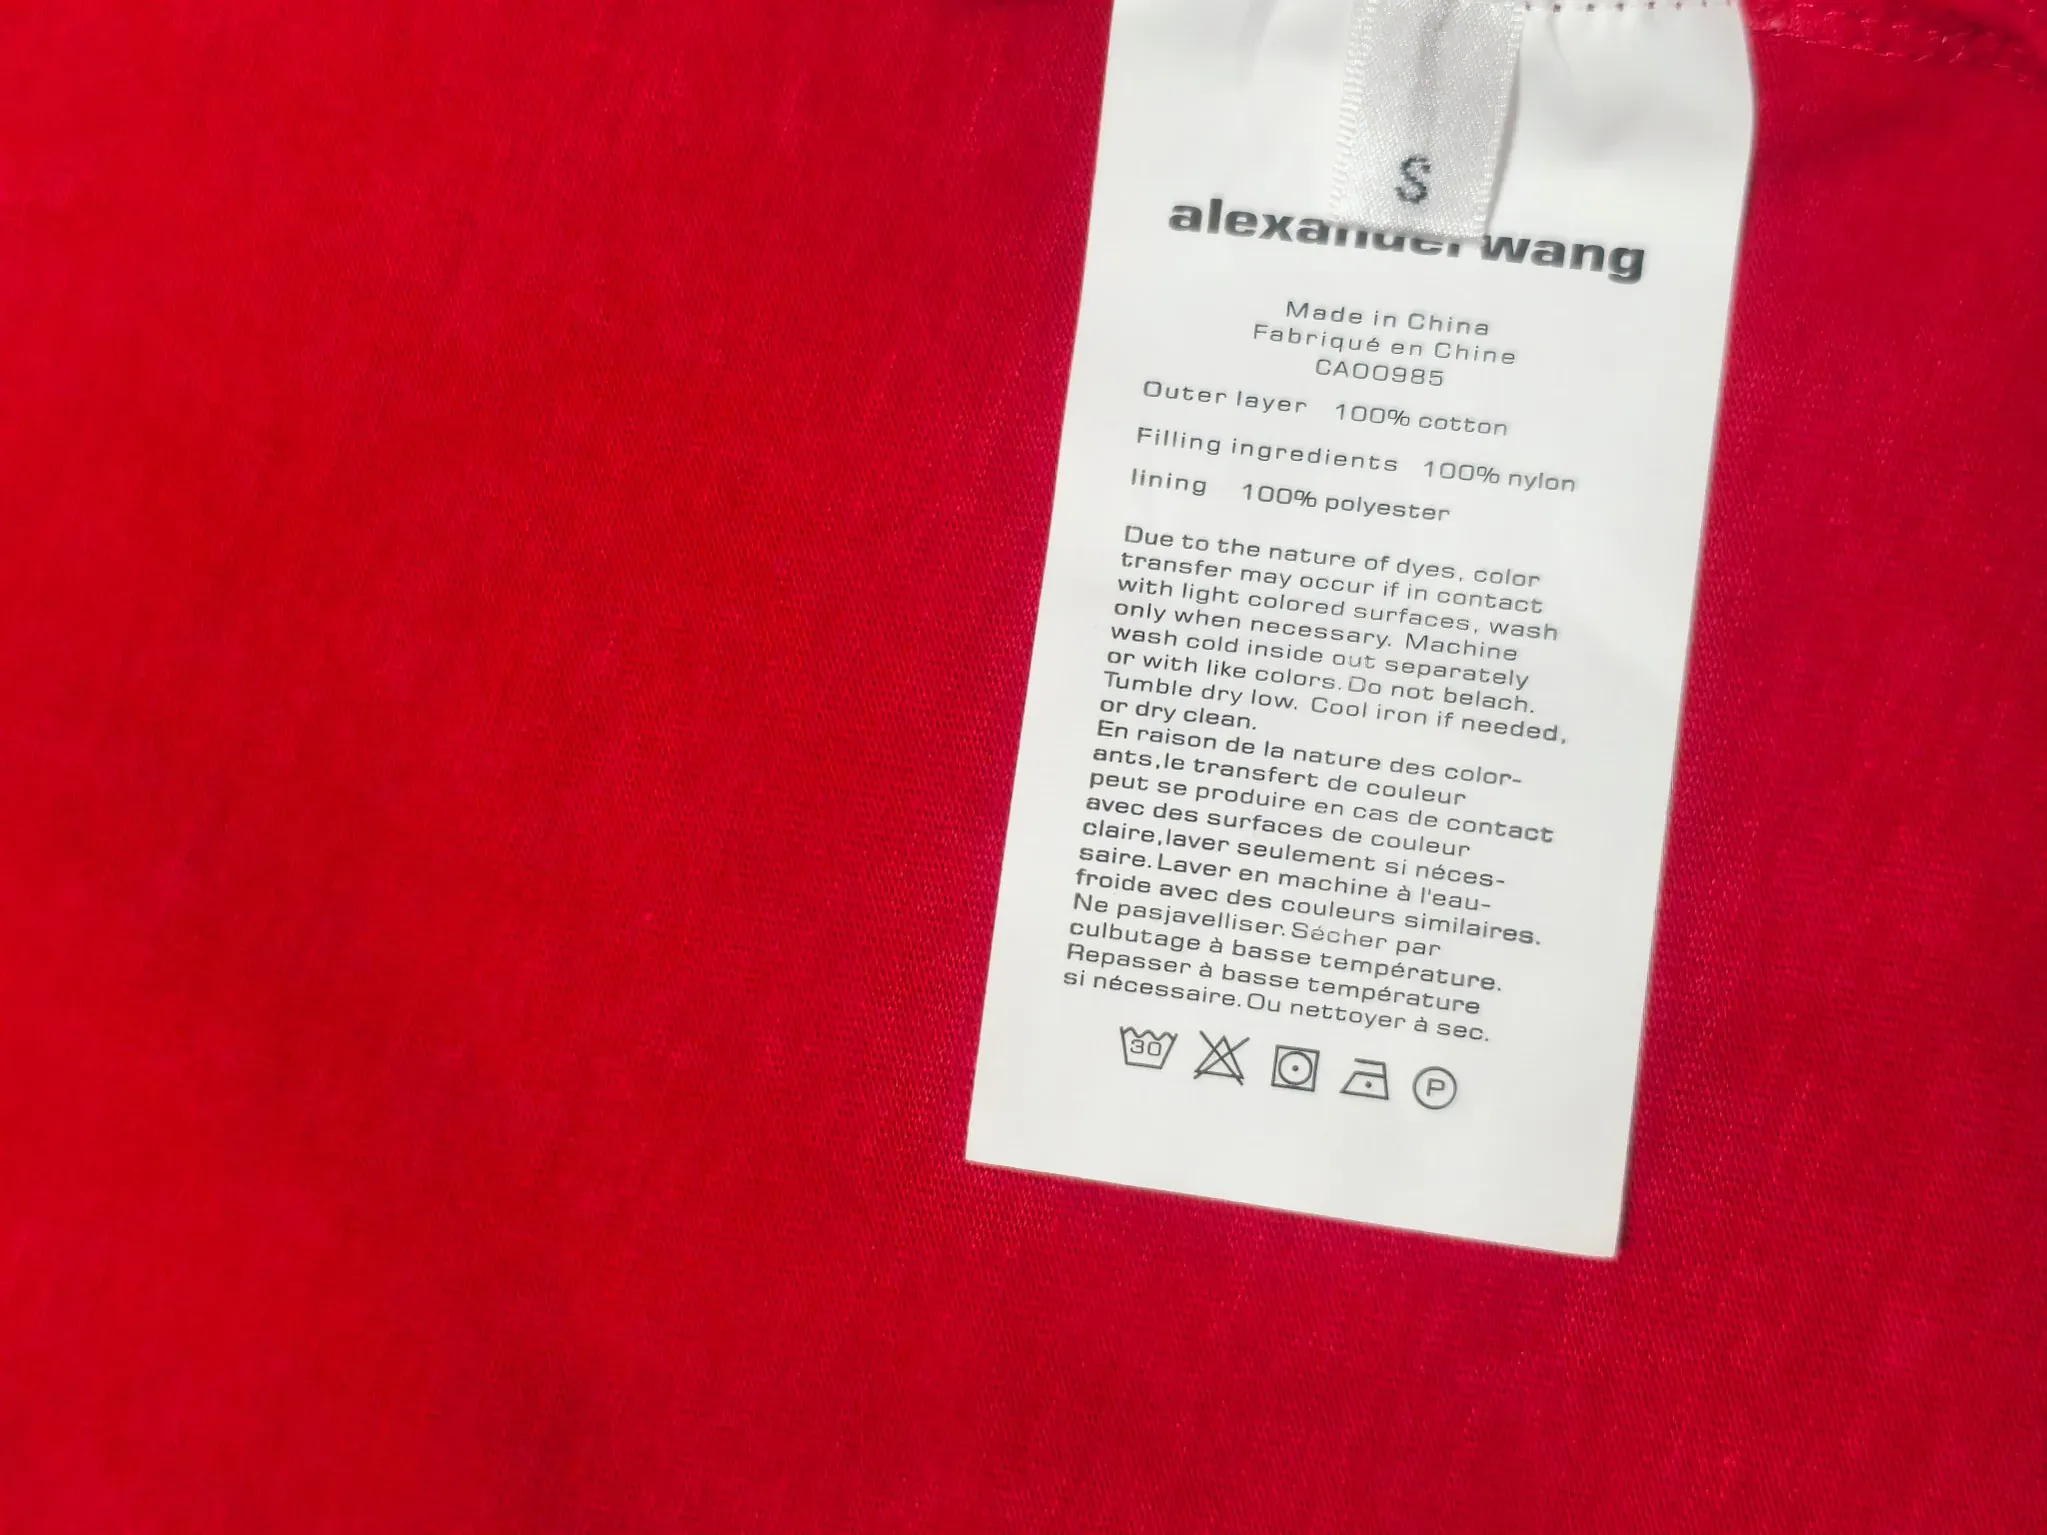 S
alexander wang
Made in China
Fabriqué en Chine
CA00985
Outer layer 100% cotton
Filling ingredients 100% nylon
lining 100% polyester
Due to the nature of dyes, color
transfer may occur if in contact
with light colored surfaces, wash
only when necessary. Machine
wash cold inside out separately
or with like colors. Do not belach.
Tumble dry low. Cool iron if needed,
or dry clean.
En raison de la nature des color-
ants,le transfert de couleur
peut se produire en cas de contact
avec des surfaces de couleur
claire,laver seulement si néces-
saire. Laver en machine à l'eau-
froide avec des couleurs similaires.
Ne pasjavelliser. Sécher par
culbutage à basse température.
Repasser à basse température
si nécessaire. Ou nettoyer à sec.
30 P